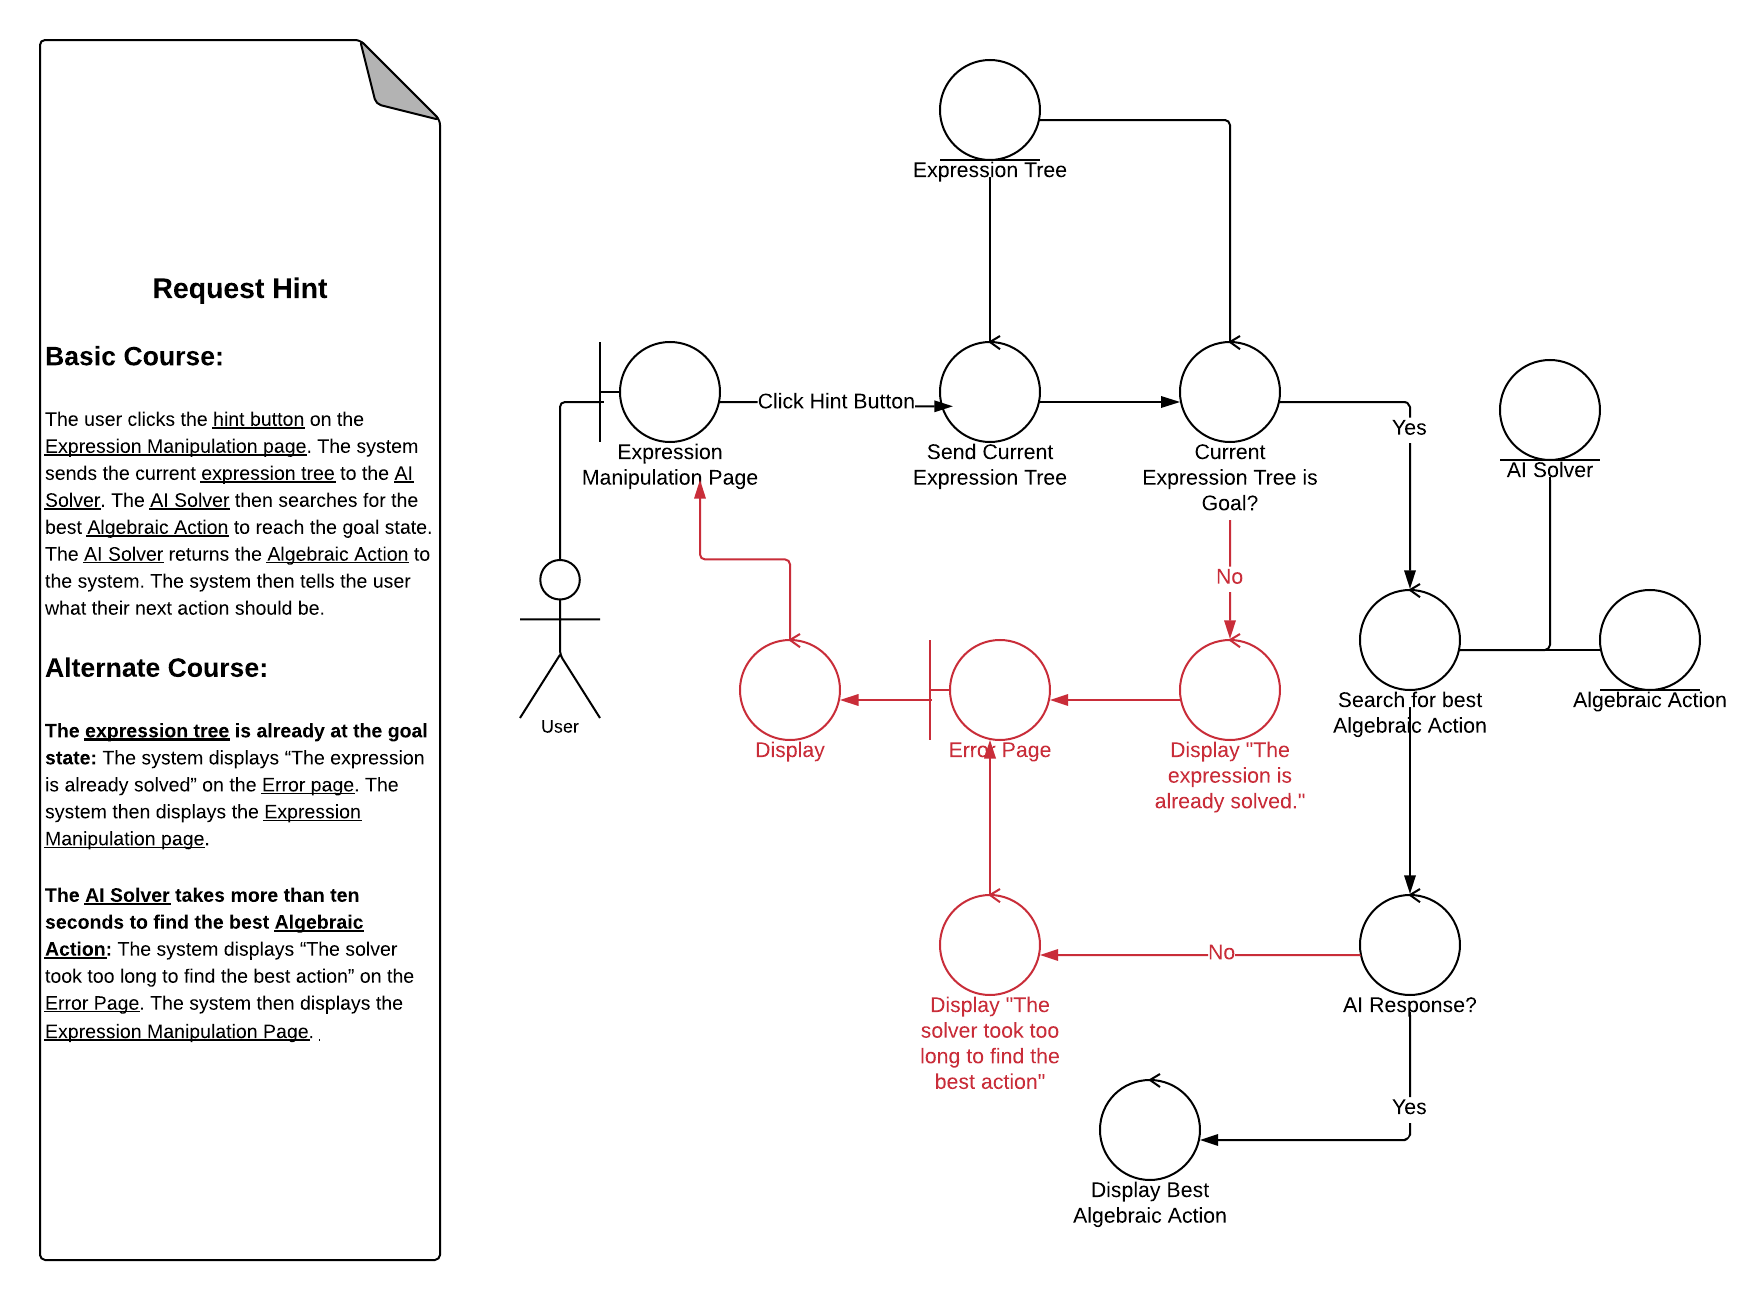 Request Hint
Basic Course:
The user clicks the hint button on the
Expression Manipulation page. The system
sends the current expression tree to the AI
Solver. The AI Solver then searches for the
best Algebraic Action to reach the goal state.
The AI Solver returns the Algebraic Action to
the system. The system then tells the user
what their next action should be.
Alternate Course:
The expression tree is already at the goal
state: The system displays “The expression
is already solved” on the Error page. The
system then displays the Expression
Manipulation page.
The AI Solver takes more than ten
seconds to find the best Algebraic
Action: The system displays “The solver
took too long to find the best action” on the
Error Page. The system then displays the
Expression Manipulation Page.
Expression Tree
Click Hint Button
Expression
Manipulation Page
Send Current
Expression Tree
Current
Expression Tree is
Goal?
Yes
AI Solver
No
User
Display
Error Page
Display "The
expression is
already solved."
Search for best
Algebraic Action
Algebraic Action
No
Display "The
solver took too
long to find the
best action"
AI Response?
Yes
Display Best
Algebraic Action